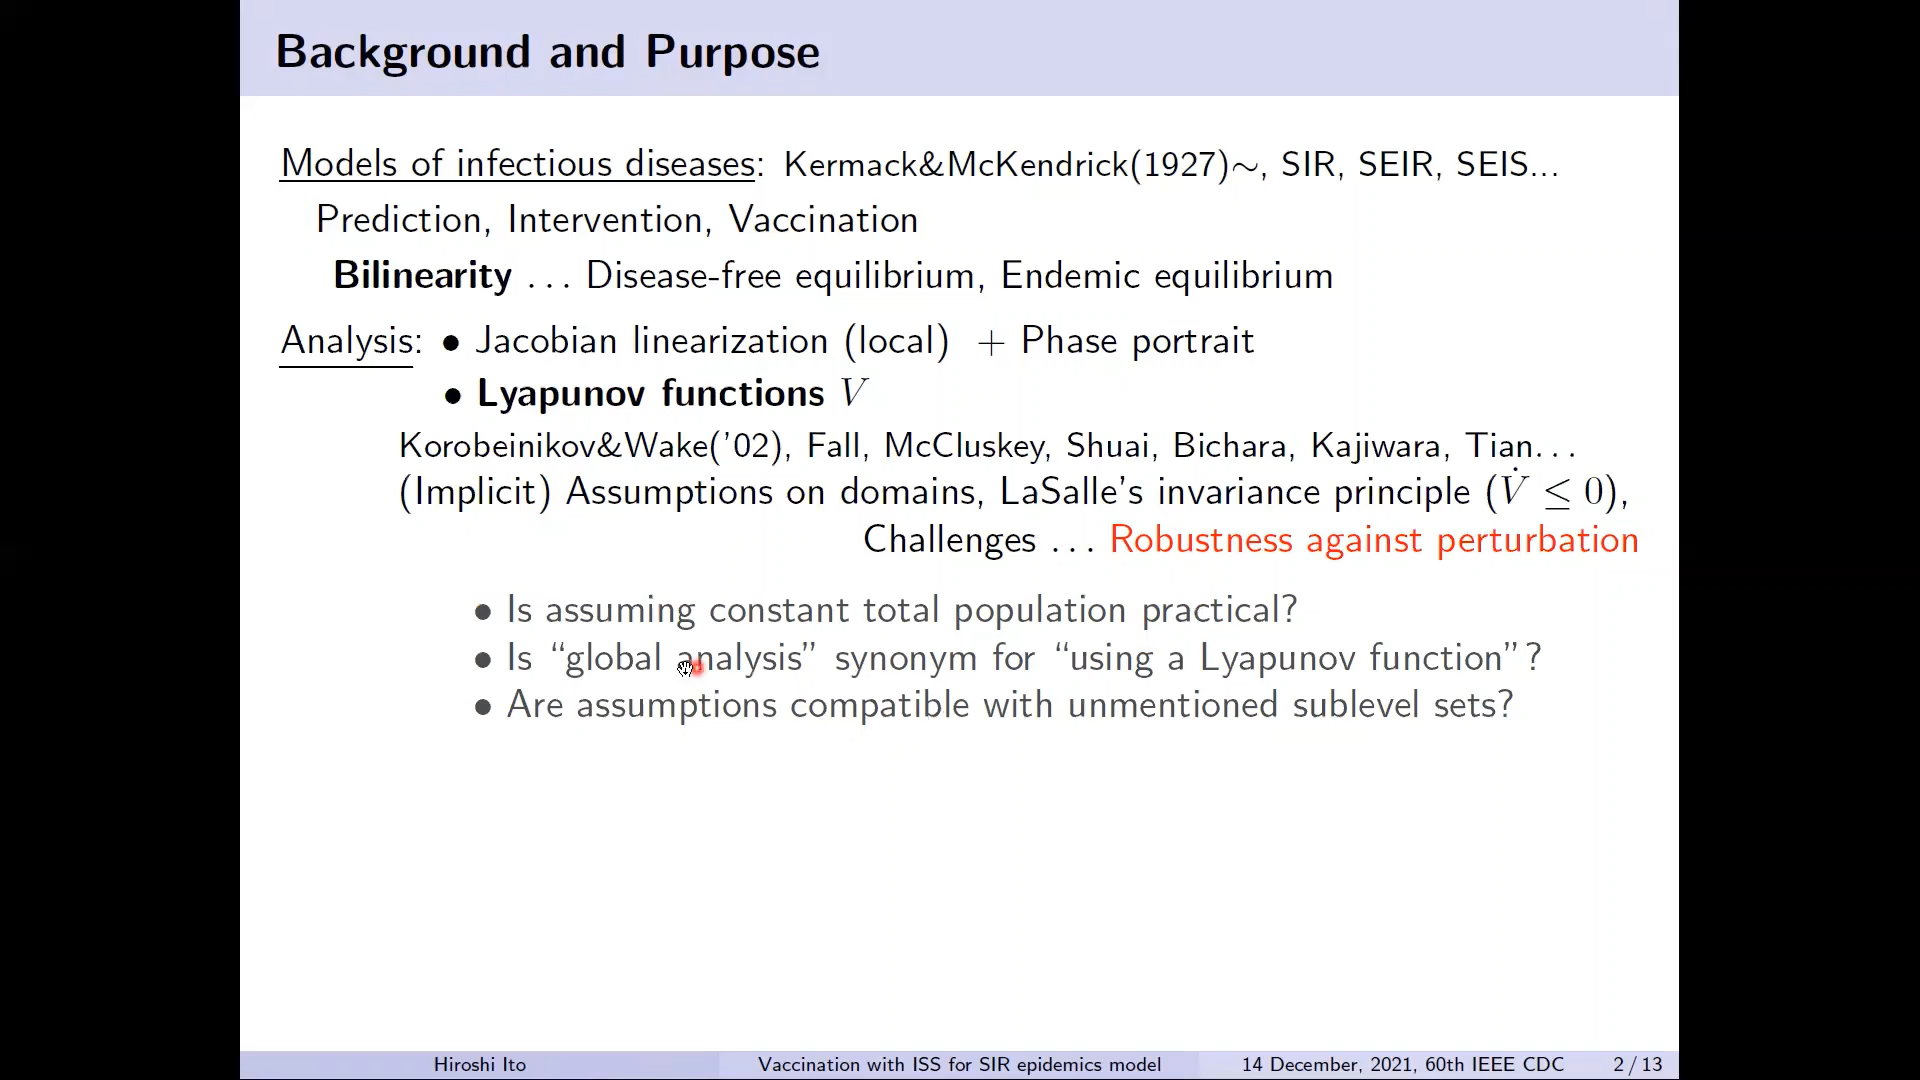 Background and Purpose
Models of infectious diseases: Kermack&McKendrick(1927)∼, SIR, SEIR, SEIS...
Prediction, Intervention, Vaccination
Bilinearity ... Disease-free equilibrium, Endemic equilibrium
Analysis: • Jacobian linearization (local) + Phase portrait
• Lyapunov functions V
Korobeinikov&Wake('02), Fall, McCluskey, Shuai, Bichara, Kajiwara, Tian...
(Implicit) Assumptions on domains, LaSalle's invariance principle (V̇ ≤ 0),
Challenges ... Robustness against perturbation
• Is assuming constant total population practical?
• Is “global analysis” synonym for “using a Lyapunov function”?
• Are assumptions compatible with unmentioned sublevel sets?
Hiroshi Ito Vaccination with ISS for SIR epidemics model 14 December, 2021, 60th IEEE CDC 2 / 13